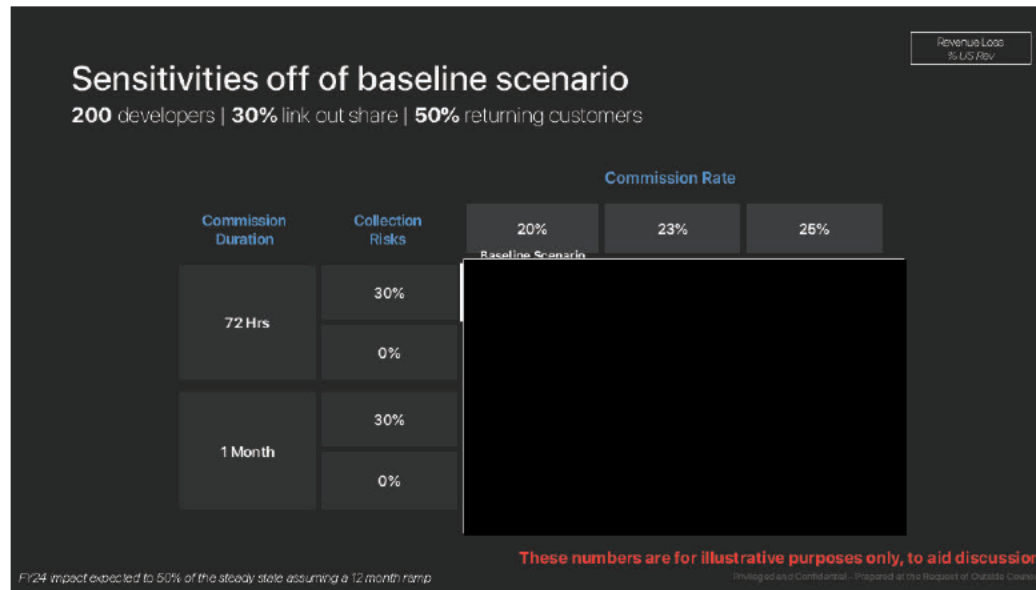 Revenue Loss
% US Rev
Sensitivities off of baseline scenario
200 developers | 30% link out share | 50% returning customers
Commission Rate
Commission
Duration
Collection
Risks
20%
23%
25%
Baseline Scenario
72 Hrs
30%
0%
1 Month
30%
0%
These numbers are for illustrative purposes only, to aid discussion
FY24 impact expected to 50% of the steady state assuming a 12 month ramp
Privileged and Confidential - Prepared at the Request of Outside Counse